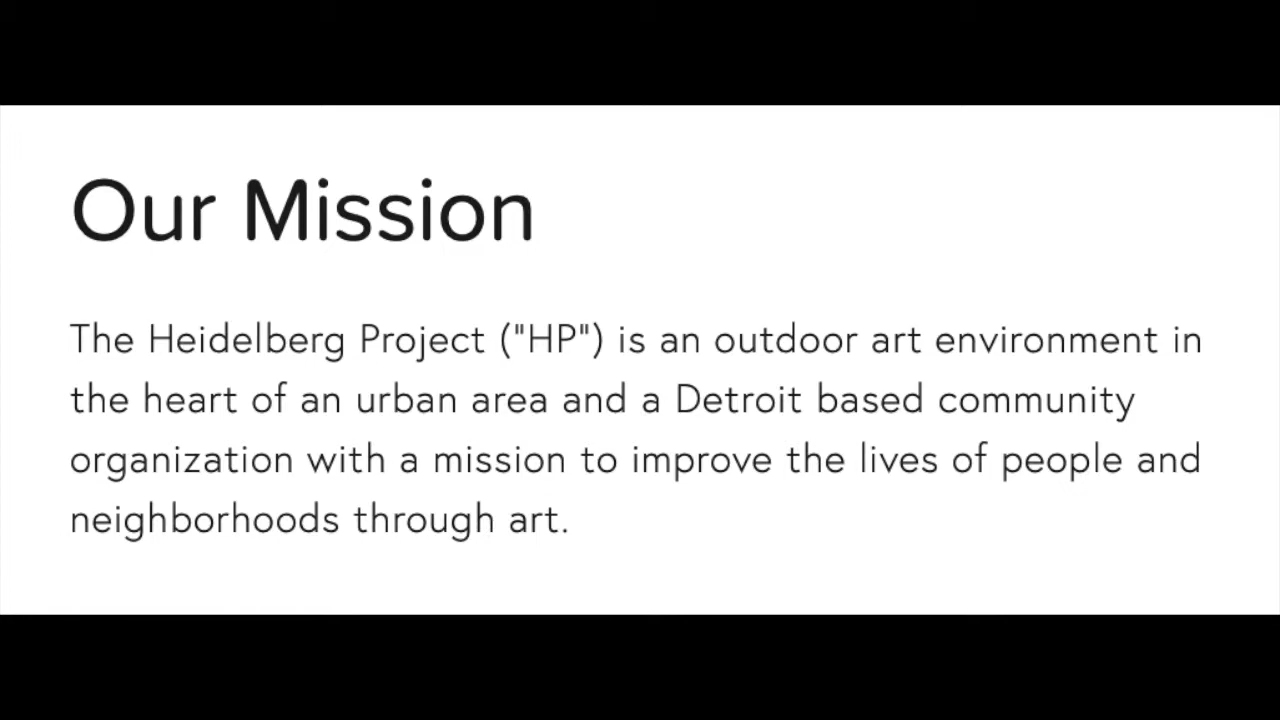 Our Mission
The Heidelberg Project ("HP") is an outdoor art environment in
the heart of an urban area and a Detroit based community
organization with a mission to improve the lives of people and
neighborhoods through art.